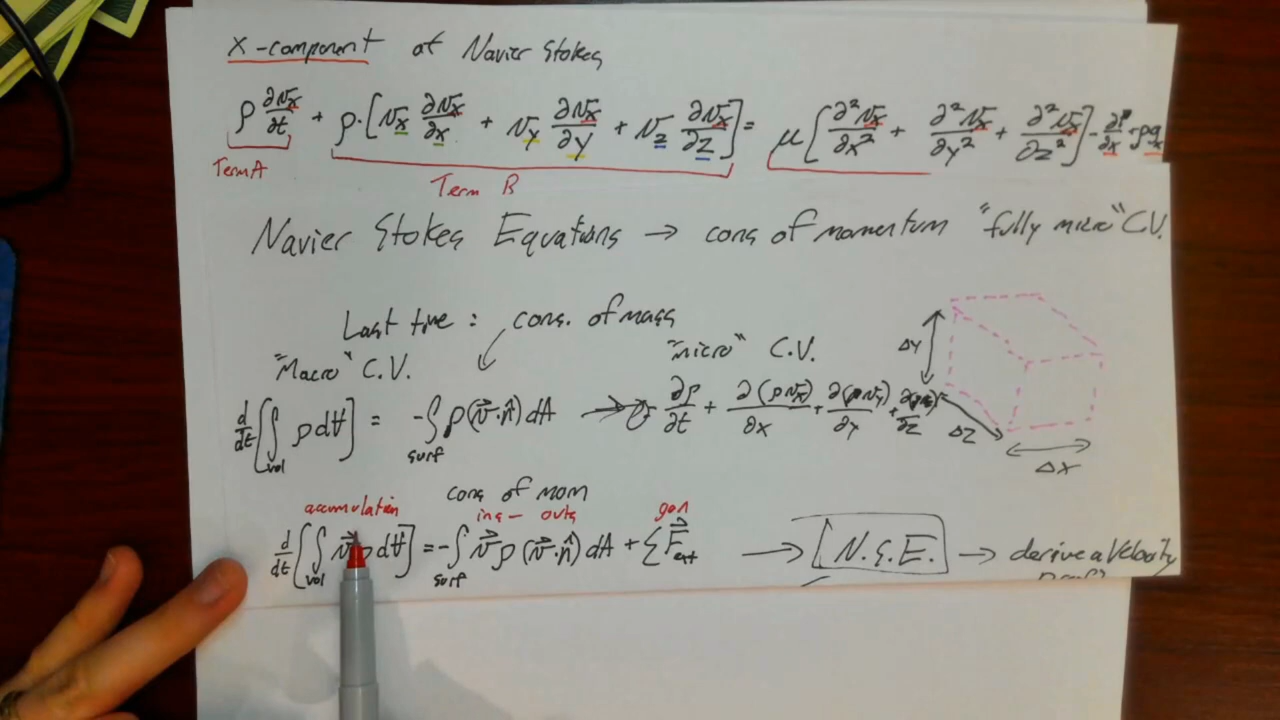 x-component of Navier Stokes
ρ ∂vx/∂t + ρ·[vx ∂vx/∂x + vy ∂vx/∂y + vz ∂vx/∂z] = μ[∂²vx/∂x² + ∂²vx/∂y² + ∂²vx/∂z²] - ∂P/∂x - ρgx
Term A
Term B
Navier Stokes Equations → cons of momentum "fully micro" C.V.
Last time : cons. of mass
"Macro" C.V. "micro" C.V.
ΔY
d/dt[∫vol ρ dV] = -∫surf ρ(v⃗·n̂) dA → 0= ∂ρ/∂t + ∂(ρvx)/∂x + ∂(ρvy)/∂y + ∂(ρvz)/∂z
ΔZ
ΔX
cons of mom
accumulation ins - outs gen
d/dt[∫vol v⃗ρ dV] = -∫surf v⃗ρ(v⃗·n̂) dA + ΣF⃗ext → N.S.E. → derive a Velocity